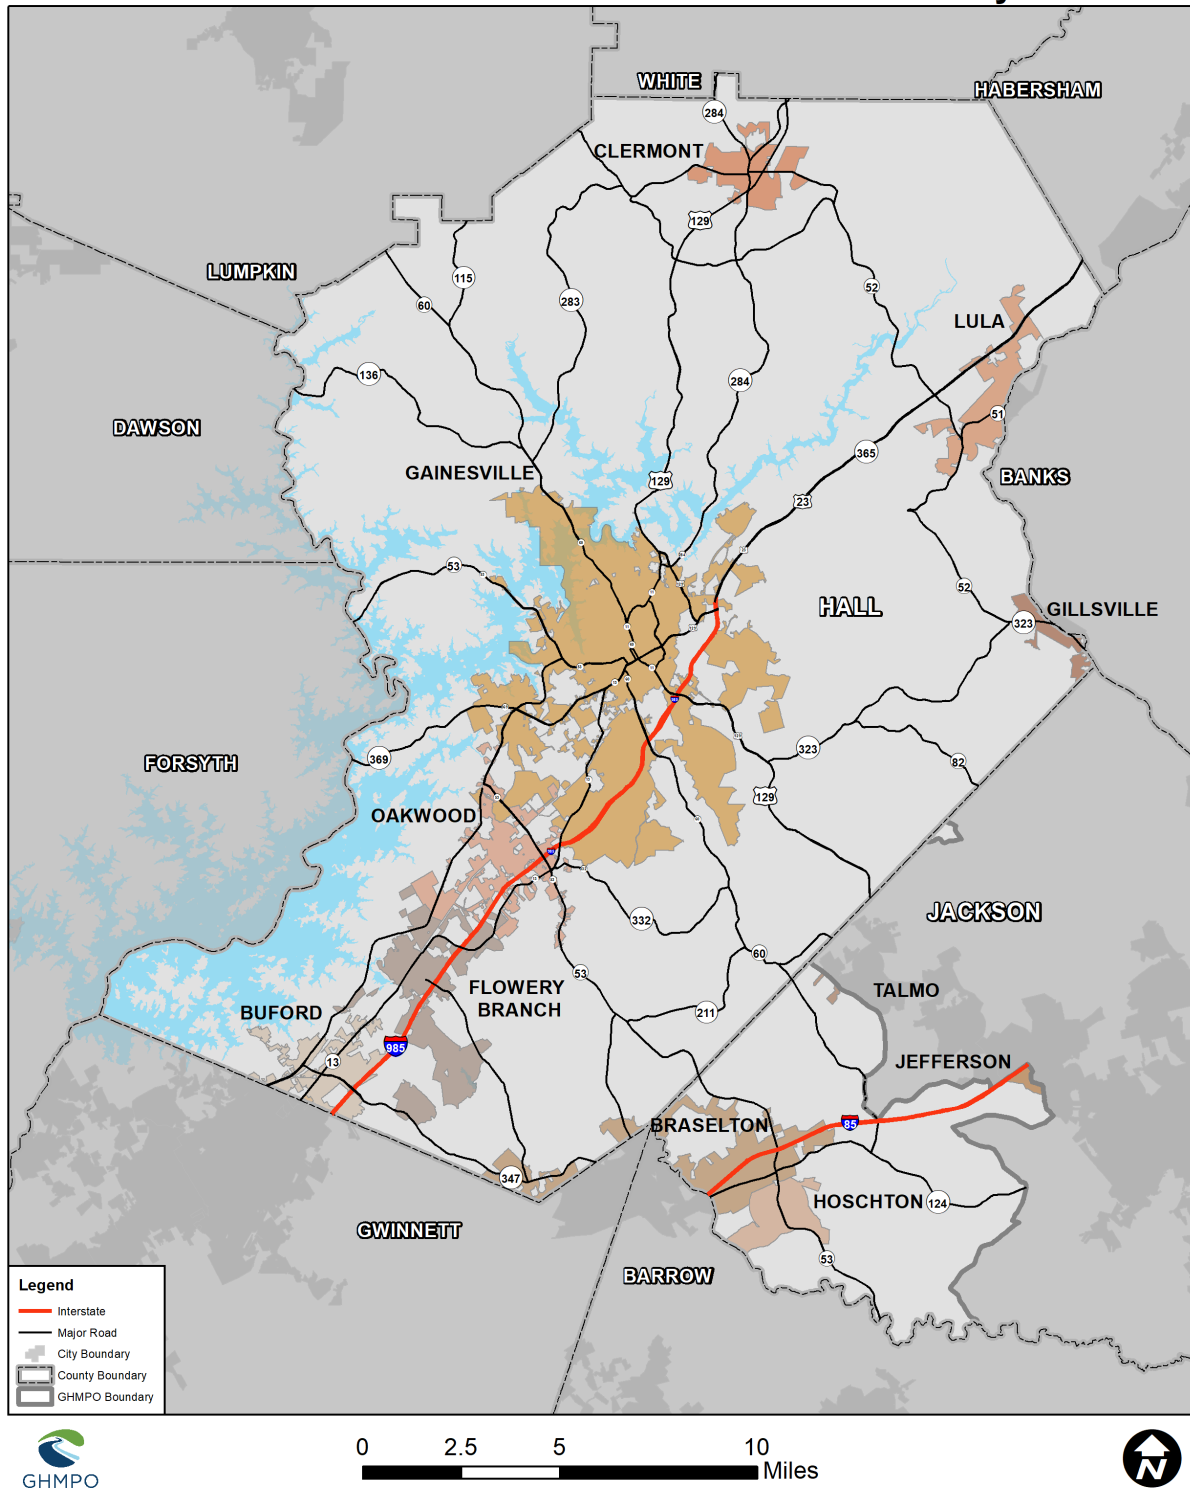 WHITE
HABERSHAM
284
CLERMONT
129
LUMPKIN
115
60
283
52
LULA
136
284
51
DAWSON
365
GAINESVILLE
129
BANKS
23
53
52
HALL
GILLSVILLE
323
369
FORSYTH
323
82
129
OAKWOOD
332
JACKSON
60
53
FLOWERY
BRANCH
TALMO
BUFORD
211
985
13
JEFFERSON
BRASELTON
85
347
HOSCHTON
124
GWINNETT
53
BARROW
Legend
Interstate
Major Road
City Boundary
County Boundary
GHMPO Boundary
GHMPO
0 2.5 5 10
Miles
N